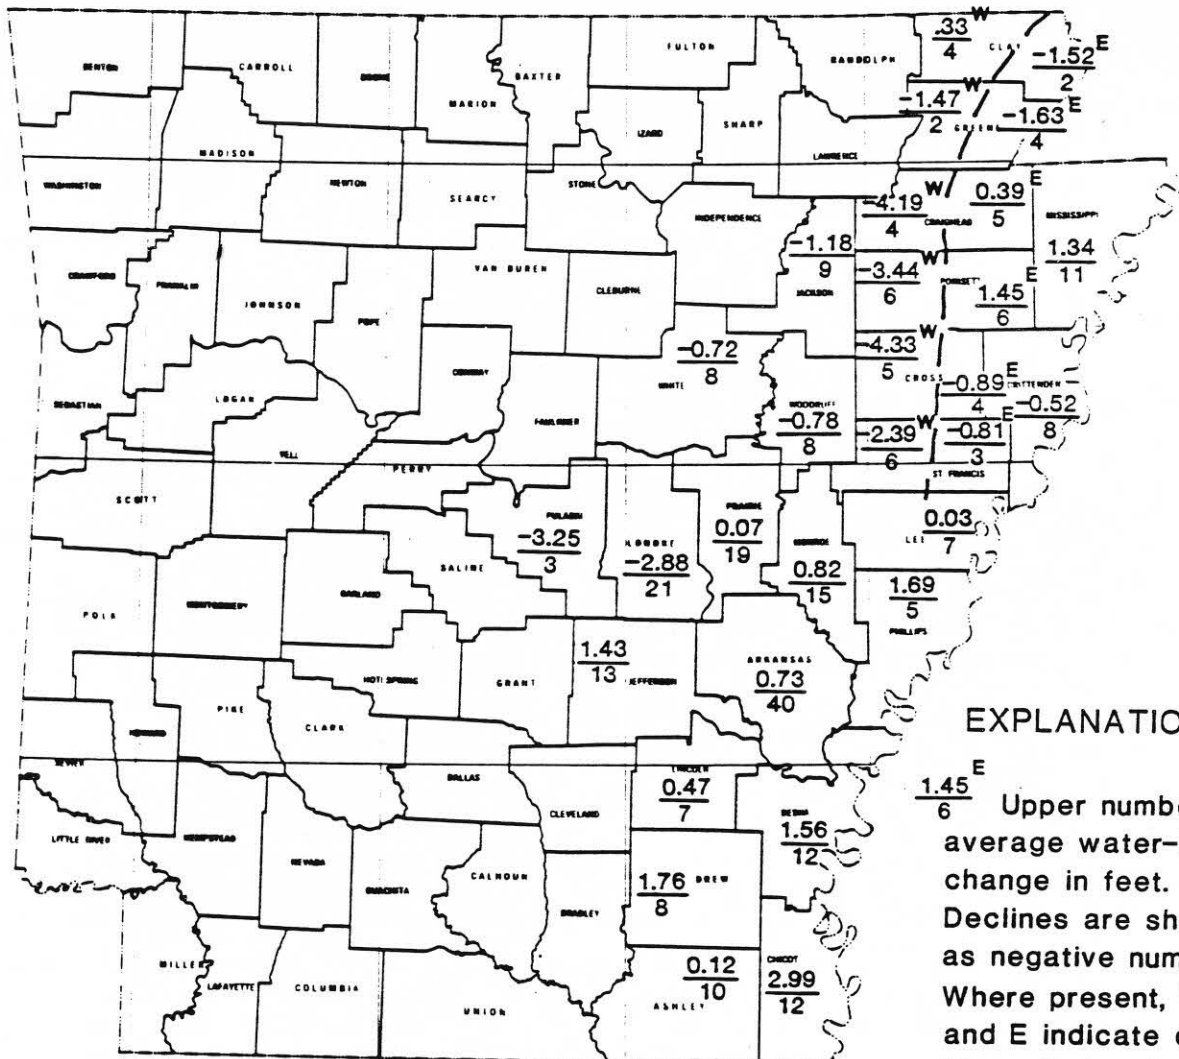 W
.33
4
CLAY
-1.52 E
2
FULTON
RANDOLPH
BENTON
CARROLL
BOONE
BAXTER
MARION
W
-1.47
2
GREENE
-1.63 E
4
IZARD
SHARP
LAWRENCE
MADISON
WASHINGTON
NEWTON
SEARCY
STONE
INDEPENDENCE
W
-4.19
4
CRAIGHEAD
0.39 E
5
MISSISSIPPI
1.34
11
-1.18
9
JACKSON
W
-3.44
6
POINSETT
1.45 E
6
CRAWFORD
FRANKLIN
JOHNSON
POPE
VAN BUREN
CLEBURNE
-0.72
8
WHITE
W
-4.33
5
CROSS
-0.89 E
4
CRITTENDEN
-0.52
8
SEBASTIAN
LOGAN
CONWAY
FAULKNER
WOODRUFF
-0.78
8
W
-2.39
6
-0.81 E
3
ST FRANCIS
YELL
PERRY
SCOTT
PULASKI
-3.25
3
LONOKE
-2.88
21
PRAIRIE
0.07
19
MONROE
0.82
15
0.03
LEE 7
SALINE
GARLAND
MONTGOMERY
POLK
1.69
5
PHILLIPS
HOT SPRING
GRANT
1.43
13
JEFFERSON
ARKANSAS
0.73
40
PIKE
CLARK
HOWARD
SEVIER
DALLAS
CLEVELAND
LINCOLN
0.47
7
DESHA
1.56
12
LITTLE RIVER
HEMPSTEAD
NEVADA
OUACHITA
CALHOUN
BRADLEY
1.76
8
DREW
MILLER
LAFAYETTE
COLUMBIA
UNION
0.12
10
ASHLEY
CHICOT
2.99
12
EXPLANATIO
1.45 E
6
Upper numb
average water-
change in feet.
Declines are sh
as negative num
Where present,
and E indicate